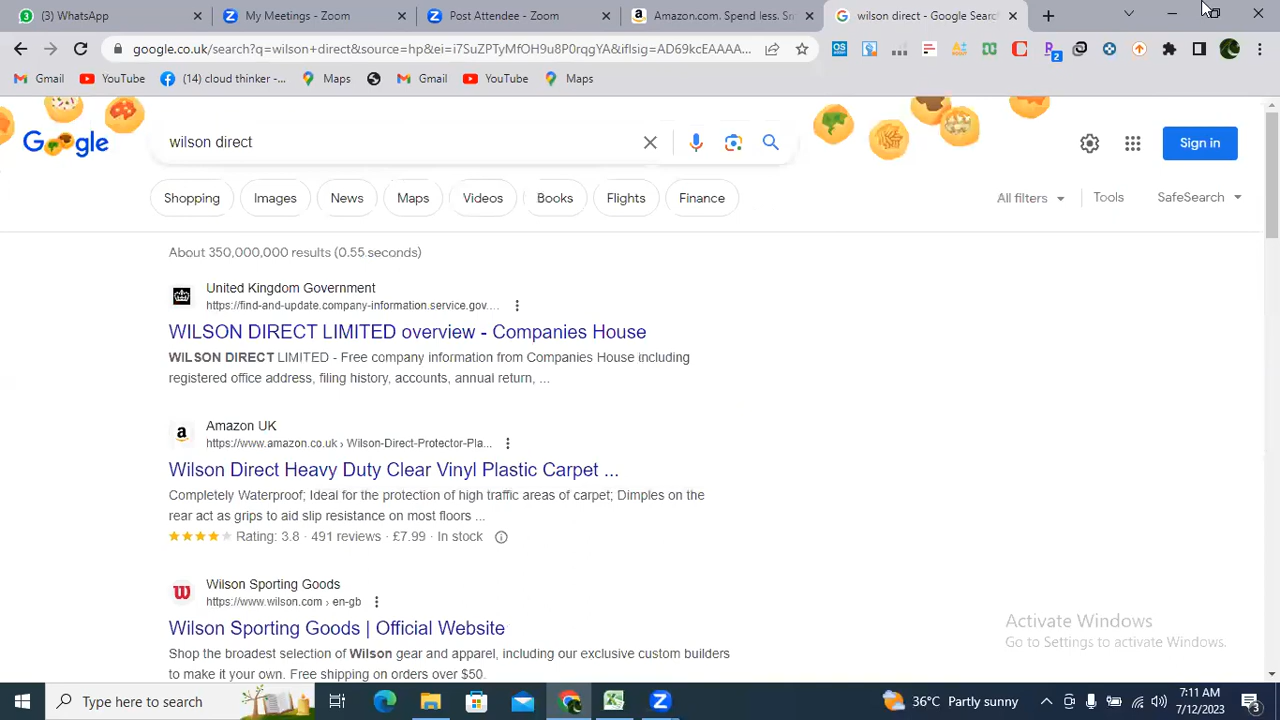 (3) WhatsApp
My Meetings - Zoom
Post Attendee - Zoom
Amazon.com. Spend less. Sm
wilson direct - Google Search
google.co.uk/search?q=wilson+direct&source=hp&ei=i7SuZPTyMfOH9u8P0rqgYA&iflsig=AD69kcEAAAA...
Gmail
YouTube
(14) cloud thinker -...
Maps
Gmail
YouTube
Maps
Google
wilson direct
Sign in
Shopping
Images
News
Maps
Videos
Books
Flights
Finance
All filters
Tools
SafeSearch
About 350,000,000 results (0.55 seconds)
United Kingdom Government
https://find-and-update.company-information.service.gov....
WILSON DIRECT LIMITED overview - Companies House
WILSON DIRECT LIMITED - Free company information from Companies House including
registered office address, filing history, accounts, annual return, ...
Amazon UK
https://www.amazon.co.uk › Wilson-Direct-Protector-Pla...
Wilson Direct Heavy Duty Clear Vinyl Plastic Carpet ...
Completely Waterproof; Ideal for the protection of high traffic areas of carpet; Dimples on the
rear act as grips to aid slip resistance on most floors ...
Rating: 3.8 · 491 reviews · £7.99 · In stock
Wilson Sporting Goods
https://www.wilson.com › en-gb
Wilson Sporting Goods | Official Website
Shop the broadest selection of Wilson gear and apparel, including our exclusive custom builders
to make it your own. Free shipping on orders over $50.
Activate Windows
Go to Settings to activate Windows.
Type here to search
36°C Partly sunny
7:11 AM
7/12/2023
3